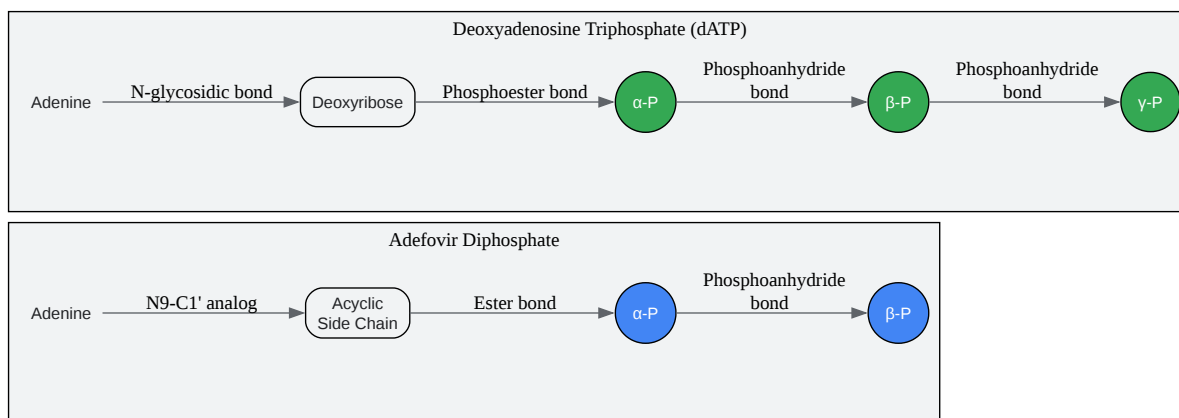 Deoxyadenosine Triphosphate (dATP)
Adenine
N-glycosidic bond
Deoxyribose
Phosphoester bond
α-P
Phosphoanhydride
bond
β-P
Phosphoanhydride
bond
γ-P
Adefovir Diphosphate
Adenine
N9-C1' analog
Acyclic
Side Chain
Ester bond
α-P
Phosphoanhydride
bond
β-P